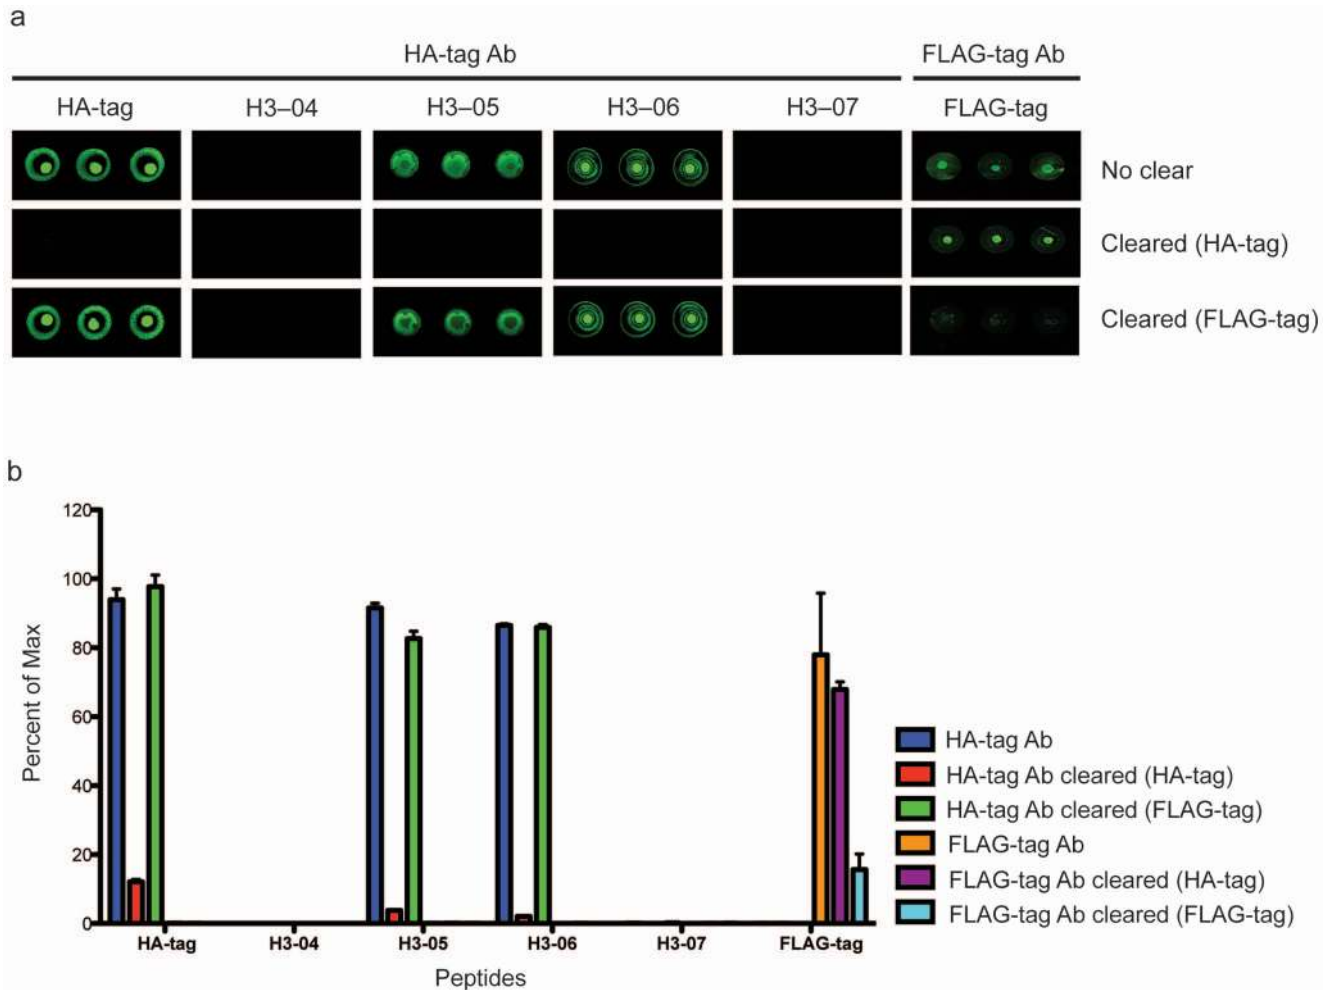 a
HA-tag Ab FLAG-tag Ab
HA-tag H3–04 H3–05 H3–06 H3–07 FLAG-tag
No clear
Cleared (HA-tag)
Cleared (FLAG-tag)
b
120
100
80
60
40
20
0
Percent of Max
HA-tag H3–04 H3–05 H3–06 H3–07 FLAG-tag
Peptides
HA-tag Ab
HA-tag Ab cleared (HA-tag)
HA-tag Ab cleared (FLAG-tag)
FLAG-tag Ab
FLAG-tag Ab cleared (HA-tag)
FLAG-tag Ab cleared (FLAG-tag)